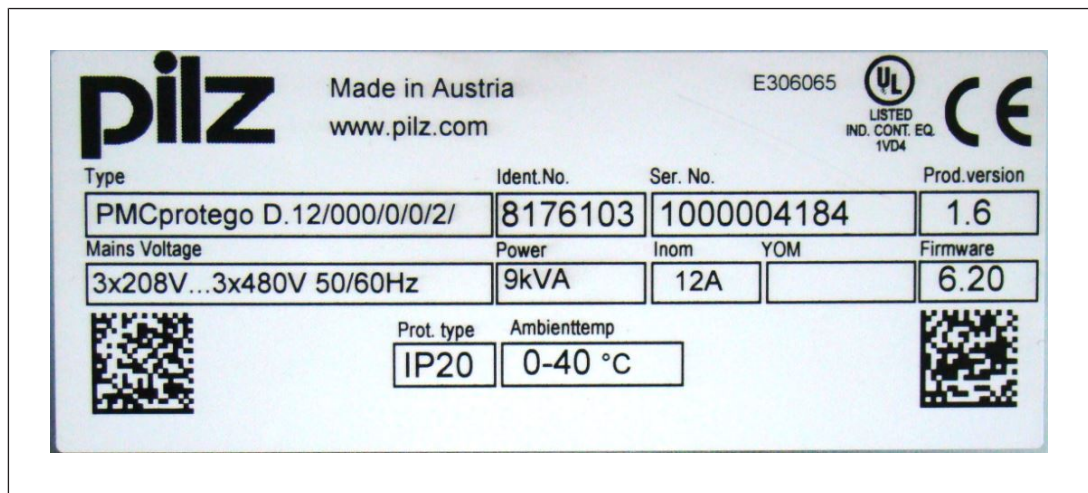 pilz
Made in Austria
www.pilz.com
E306065
UL
LISTED
IND. CONT. EQ.
1VD4
CE
Type Ident.No. Ser. No. Prod.version
PMCprotego D.12/000/0/0/2/ 8176103 1000004184 1.6
Mains Voltage Power Inom YOM Firmware
3x208V...3x480V 50/60Hz 9kVA 12A 6.20
Prot. type Ambienttemp
IP20 0-40 °C